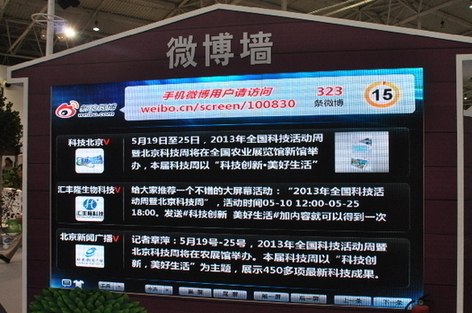 微博墙
新浪微博
weibo.com
手机微博用户请访问
weibo.cn/screen/100830
323
条微博
15
科技北京V
5月19日至25日，2013年全国科技活动周
暨北京科技周将在全国农业展览馆新馆举
办，本届科技周以“科技创新·美好生活”
汇丰隆生物科技V
汇丰隆科技
给大家推荐一个不错的大屏幕活动：“2013年全国科技活
动周暨北京科技周”，活动时间05-10 12:00~05-25
18:00，发送#科技创新 美好生活#加内容就可以得到一次
北京新闻广播V
记者章萍：5月19号-25号，2013年全国科技活动周暨
北京科技周将在农展馆举办。本届科技周以“科技创
新，美好生活”为主题，展示450多项最新科技成果。
上一条
下一条